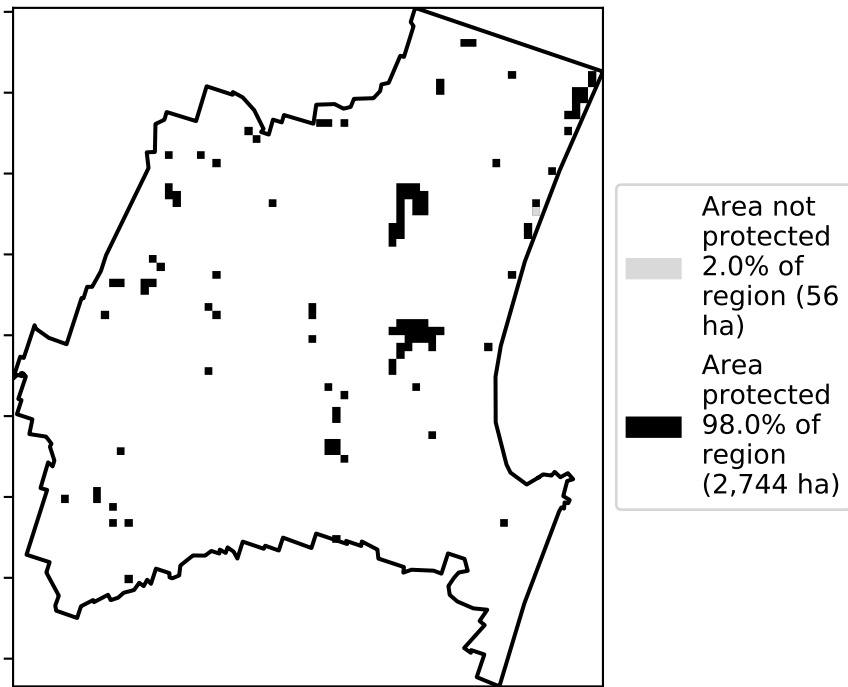 Area not
protected
2.0% of
region (56
ha)
Area
protected
98.0% of
region
(2,744 ha)